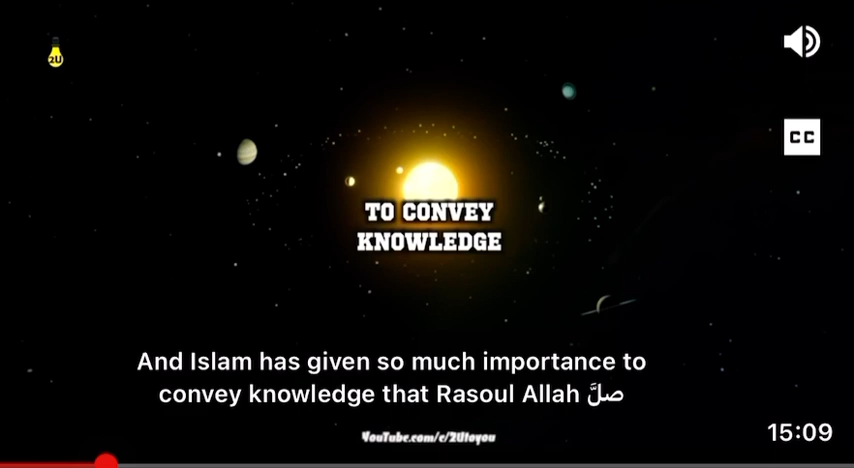 2U
CC
TO CONVEY
KNOWLEDGE
And Islam has given so much importance to
convey knowledge that Rasoul Allah صلَّ
YouTube.com/c/2Utoyou
15:09